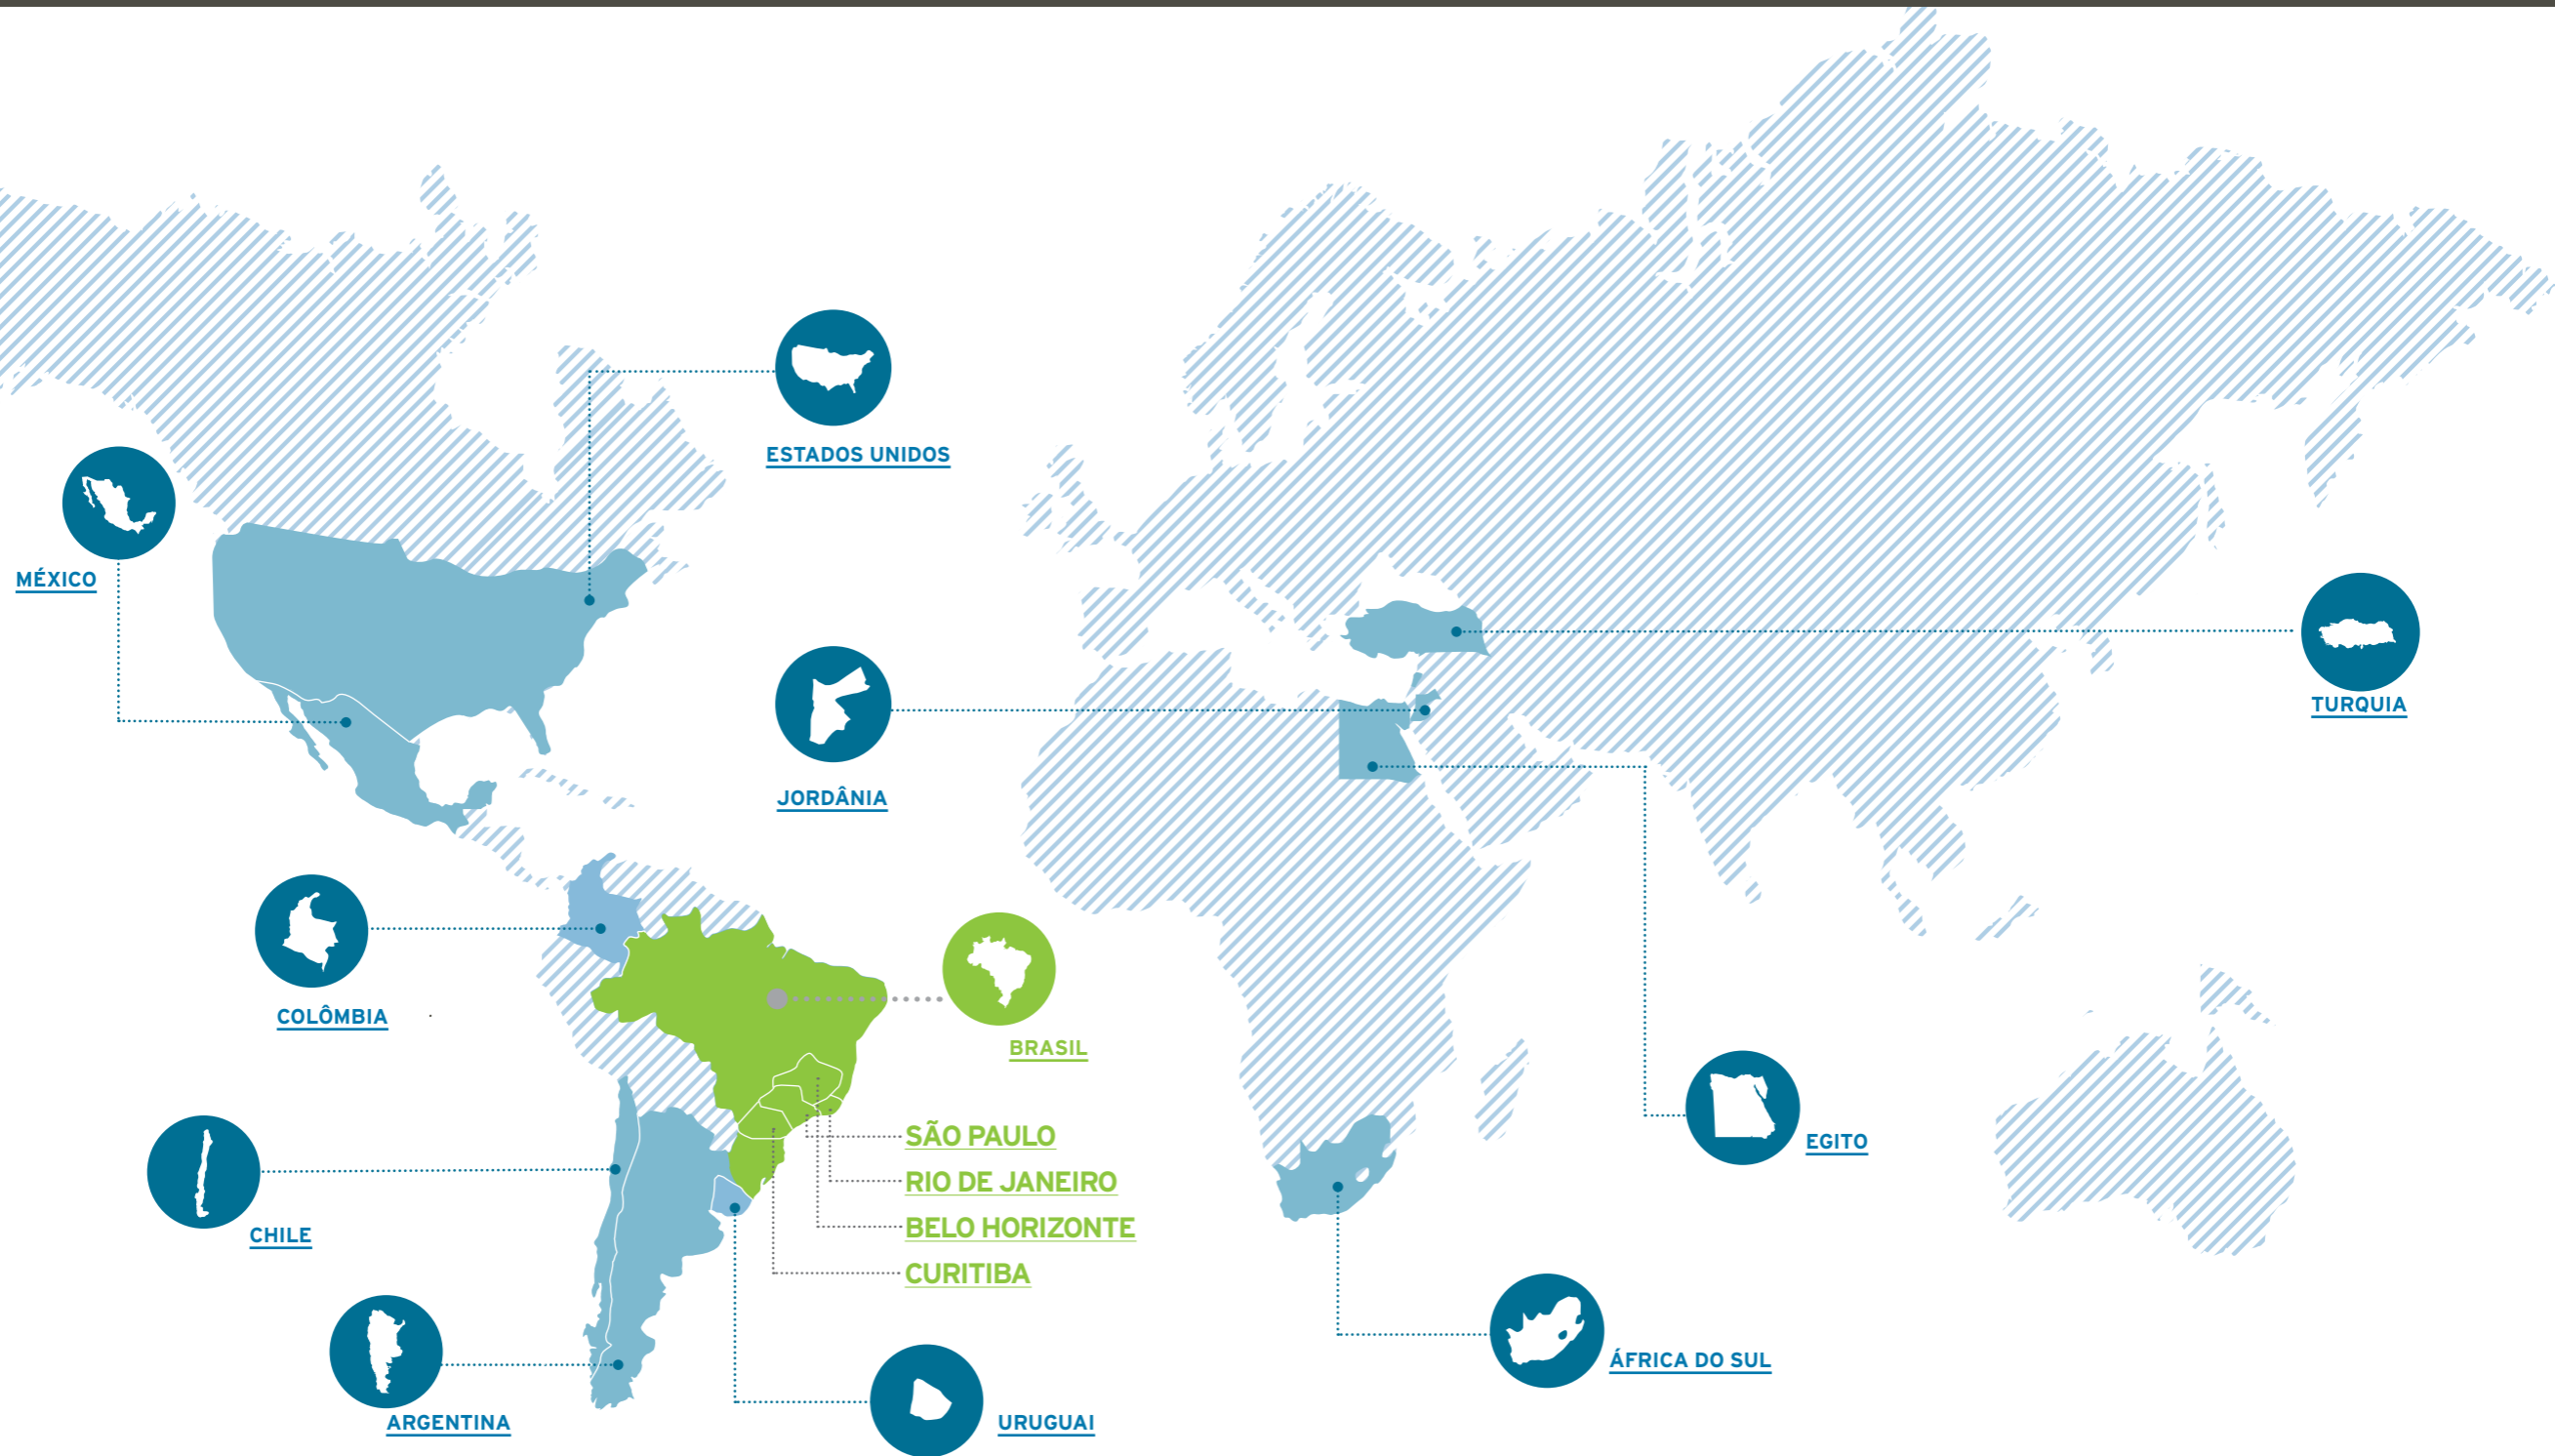 ESTADOS UNIDOS
MÉXICO
TURQUIA
JORDÂNIA
COLÔMBIA
BRASIL
SÃO PAULO
RIO DE JANEIRO
BELO HORIZONTE
CURITIBA
EGITO
CHILE
ÁFRICA DO SUL
ARGENTINA
URUGUAI